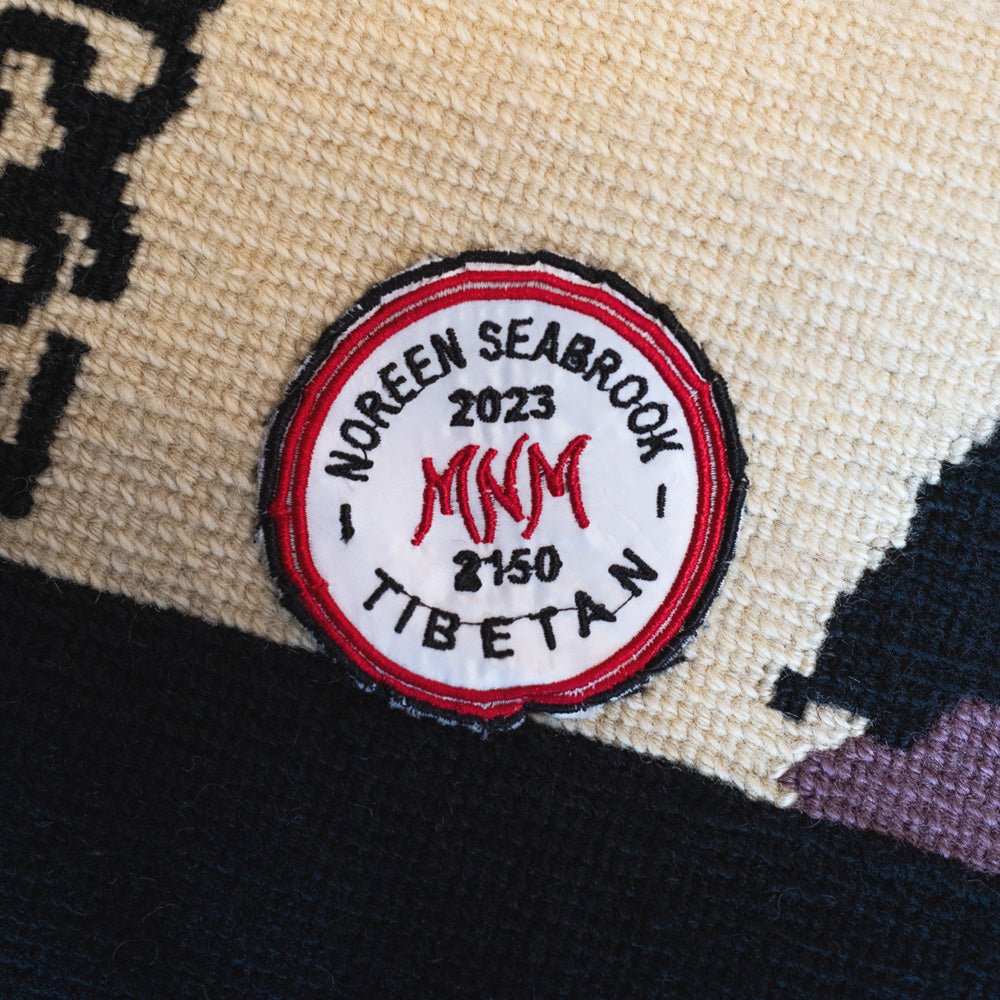 NOREEN SEABROOK
2023
MNM
2150
TIBETAN